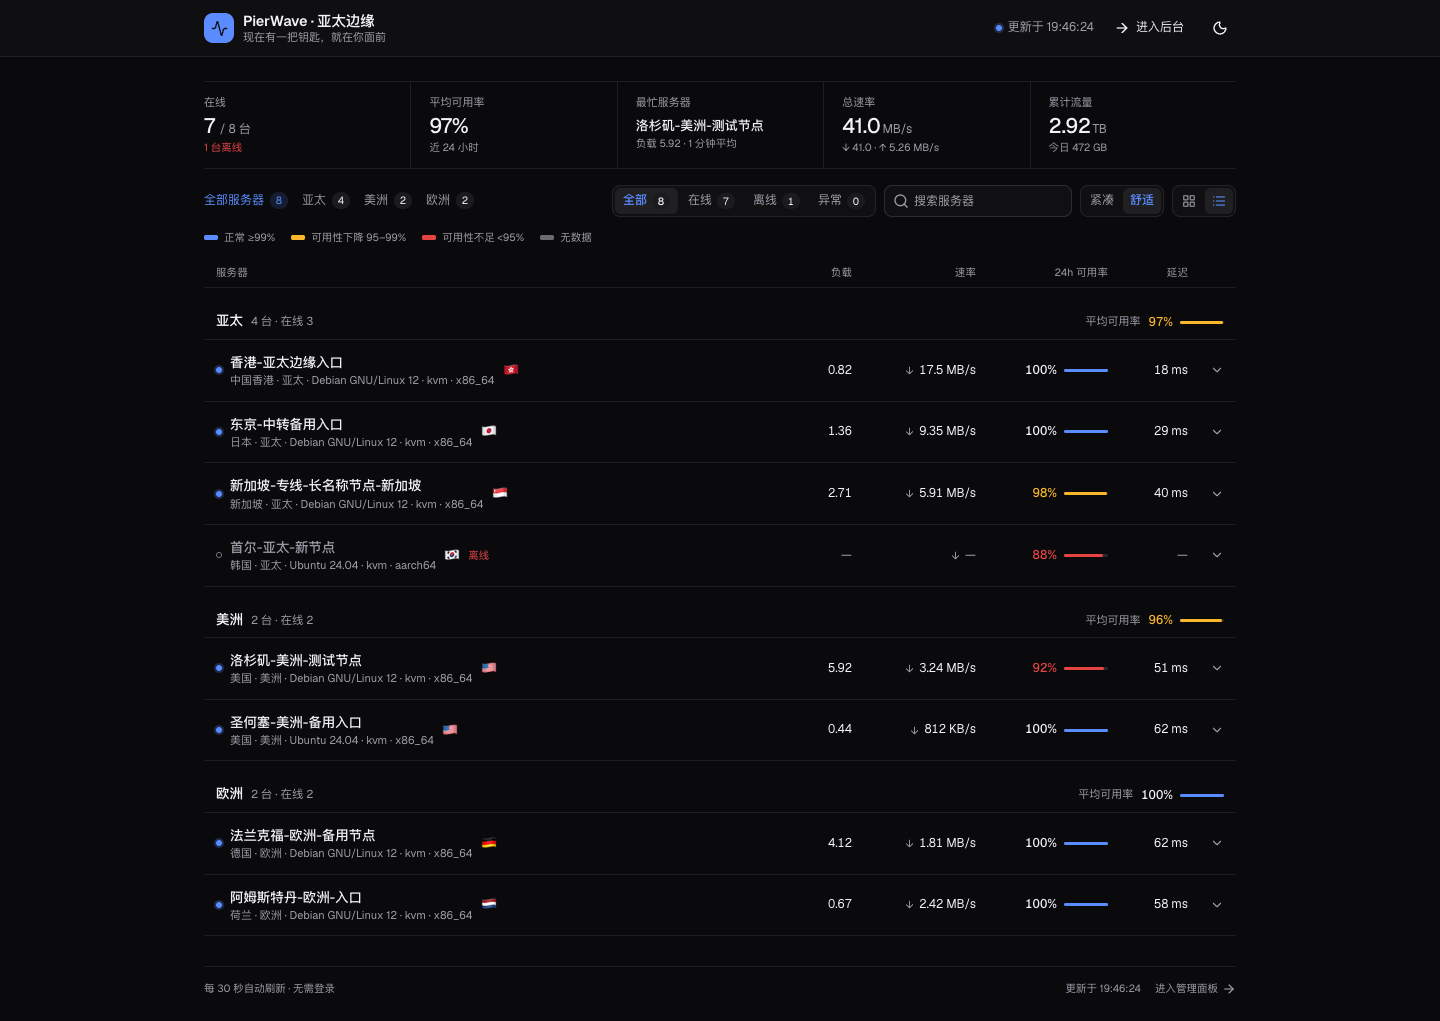 PierWave · 亚太边缘
现在有一把钥匙，就在你面前
更新于 19:46:24
进入后台
在线
7 / 8 台
1 台离线
平均可用率
97%
近 24 小时
最忙服务器
洛杉矶-美洲-测试节点
负载 5.92 · 1 分钟平均
总速率
41.0 MB/s
↓ 41.0 · ↑ 5.26 MB/s
累计流量
2.92 TB
今日 472 GB
全部服务器 8 亚太 4 美洲 2 欧洲 2
全部 8 在线 7 离线 1 异常 0
搜索服务器
紧凑 舒适
正常 ≥99% 可用性下降 95–99% 可用性不足 <95% 无数据
服务器 负载 速率 24h 可用率 延迟
亚太 4 台 · 在线 3 平均可用率 97%
香港-亚太边缘入口
中国香港 · 亚太 · Debian GNU/Linux 12 · kvm · x86_64
0.82 ↓ 17.5 MB/s 100% 18 ms
东京-中转备用入口
日本 · 亚太 · Debian GNU/Linux 12 · kvm · x86_64
1.36 ↓ 9.35 MB/s 100% 29 ms
新加坡-专线-长名称节点-新加坡
新加坡 · 亚太 · Debian GNU/Linux 12 · kvm · x86_64
2.71 ↓ 5.91 MB/s 98% 40 ms
首尔-亚太-新节点
韩国 · 亚太 · Ubuntu 24.04 · kvm · aarch64
离线
— ↓ — 88% —
美洲 2 台 · 在线 2 平均可用率 96%
洛杉矶-美洲-测试节点
美国 · 美洲 · Debian GNU/Linux 12 · kvm · x86_64
5.92 ↓ 3.24 MB/s 92% 51 ms
圣何塞-美洲-备用入口
美国 · 美洲 · Ubuntu 24.04 · kvm · x86_64
0.44 ↓ 812 KB/s 100% 62 ms
欧洲 2 台 · 在线 2 平均可用率 100%
法兰克福-欧洲-备用节点
德国 · 欧洲 · Debian GNU/Linux 12 · kvm · x86_64
4.12 ↓ 1.81 MB/s 100% 62 ms
阿姆斯特丹-欧洲-入口
荷兰 · 欧洲 · Debian GNU/Linux 12 · kvm · x86_64
0.67 ↓ 2.42 MB/s 100% 58 ms
每 30 秒自动刷新 · 无需登录
更新于 19:46:24 进入管理面板 →